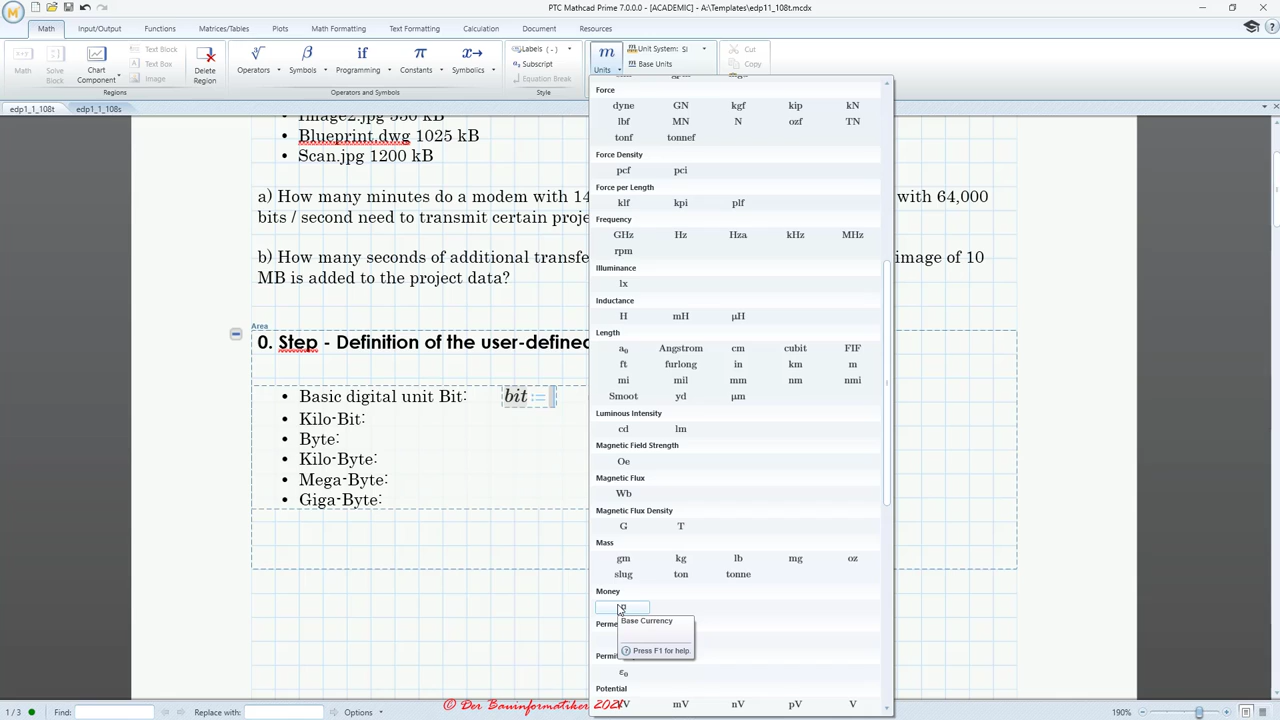 PTC Mathcad Prime 7.0.0.0 - [ACADEMIC] - A:\Templates\edp11_108t.mcdx
Math
Input/Output
Functions
Matrices/Tables
Plots
Math Formatting
Text Formatting
Calculation
Document
Resources
Math
Solve Block
Chart Component
Text Block
Text Box
Image
Delete Region
Regions
Operators
Symbols
Programming
Constants
Symbolics
Operators and Symbols
Labels ( – )
Subscript
Equation Break
Style
Units
Unit System: SI
Base Units
Cut
Copy
edp1_1_108t
edp1_1_108s
• Image2.jpg 550 kB
• Blueprint.dwg 1025 kB
• Scan.jpg 1200 kB
a) How many minutes do a modem with 14 with 64,000
bits / second need to transmit certain proje
b) How many seconds of additional transfe image of 10
MB is added to the project data?
Area
0. Step - Definition of the user-defined
• Basic digital unit Bit: bit :=
• Kilo-Bit:
• Byte:
• Kilo-Byte:
• Mega-Byte:
• Giga-Byte:
Force
dyne GN kgf kip kN
lbf MN N ozf TN
tonf tonnef
Force Density
pcf pci
Force per Length
klf kpi plf
Frequency
GHz Hz Hza kHz MHz
rpm
Illuminance
lx
Inductance
H mH μH
Length
a₀ Angstrom cm cubit FIF
ft furlong in km m
mi mil mm nm nmi
Smoot yd μm
Luminous Intensity
cd lm
Magnetic Field Strength
Oe
Magnetic Flux
Wb
Magnetic Flux Density
G T
Mass
gm kg lb mg oz
slug ton tonne
Money
¤
Base Currency
Press F1 for help.
Perme
Permi
ε₀
Potential
kV mV nV pV V
© Der Bauinformatiker 2021
1 / 3
Find:
Replace with:
Options
190%